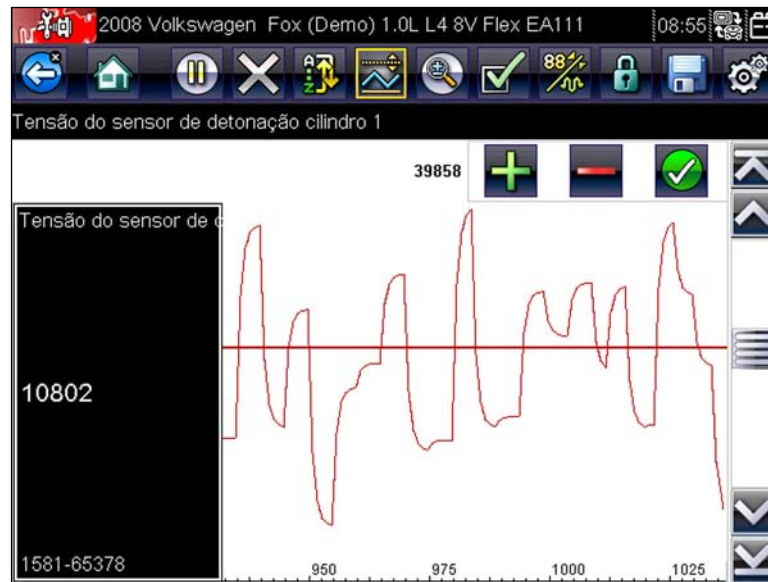 2008 Volkswagen Fox (Demo) 1.0L L4 8V Flex EA111 08:55
Tensão do sensor de detonação cilindro 1
39858
Tensão do sensor de
10802
1581-65378
950 975 1000 1025